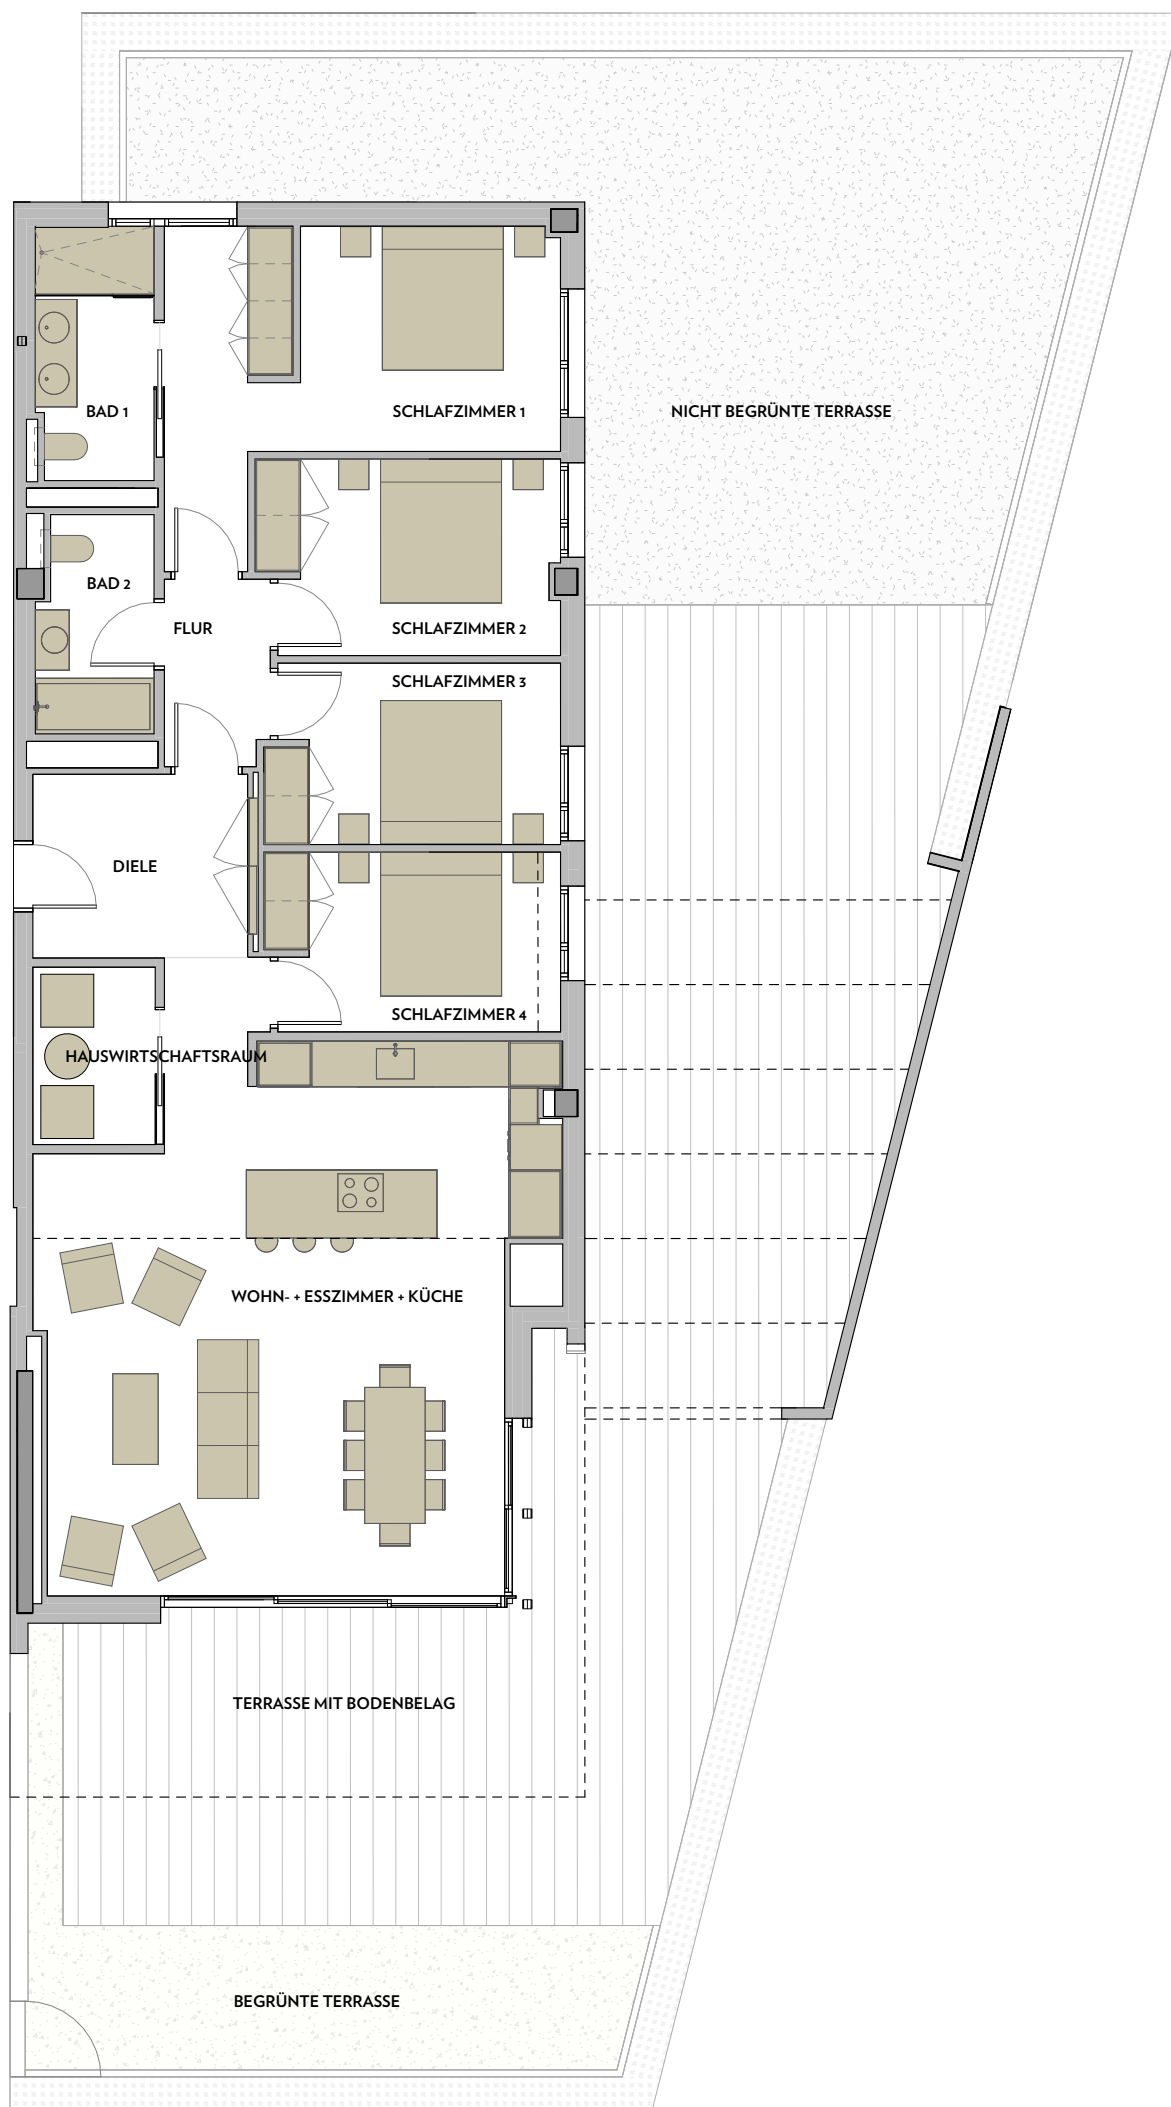 BAD 1
SCHLAFZIMMER 1
NICHT BEGRÜNTE TERRASSE
BAD 2
FLUR
SCHLAFZIMMER 2
SCHLAFZIMMER 3
DIELE
SCHLAFZIMMER 4
HAUSWIRTSCHAFTSRAUM
WOHN- + ESSZIMMER + KÜCHE
TERRASSE MIT BODENBELAG
BEGRÜNTE TERRASSE